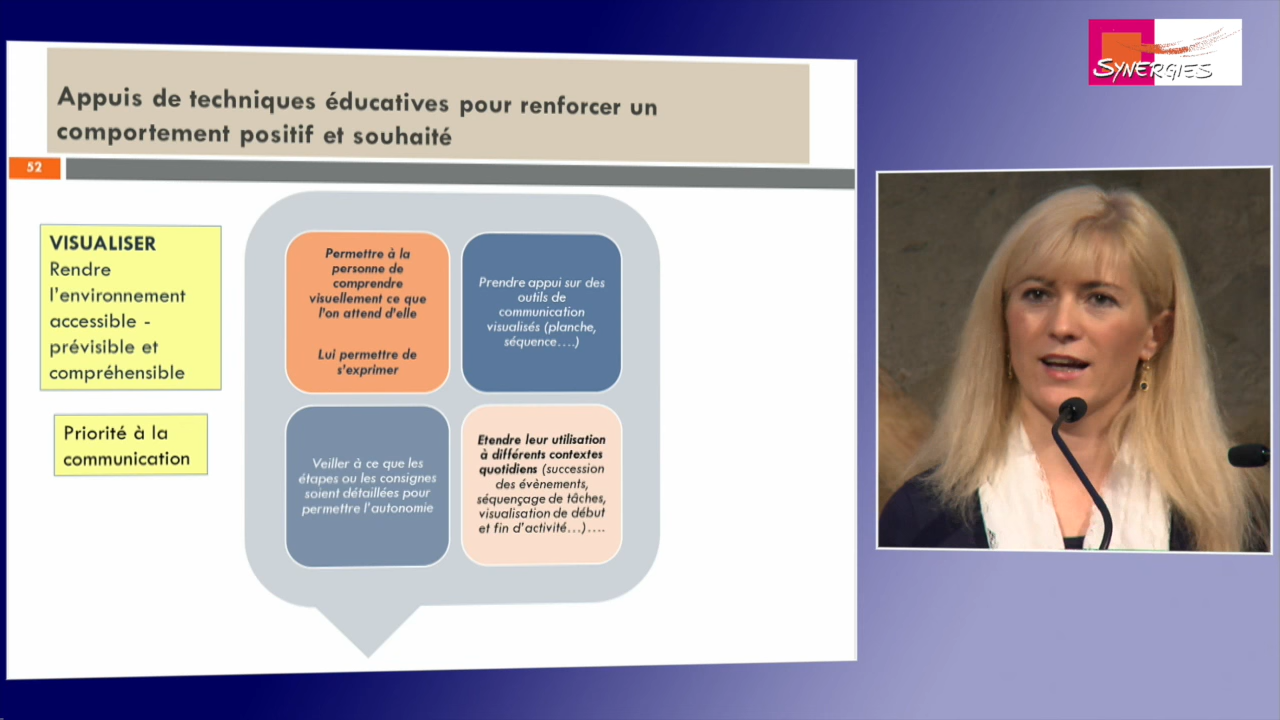 Appuis de techniques éducatives pour renforcer un
comportement positif et souhaité
52
VISUALISER
Rendre
l'environnement
accessible -
prévisible et
compréhensible
Priorité à la
communication
Permettre à la
personne de
comprendre
visuellement ce que
l'on attend d'elle
Lui permettre de
s'exprimer
Prendre appui sur des
outils de
communication
visualisés (planche,
séquence....)
Veiller à ce que les
étapes ou les consignes
soient détaillées pour
permettre l'autonomie
Etendre leur utilisation
à différents contextes
quotidiens (succession
des évènements,
séquençage de tâches,
visualisation de début
et fin d'activité...)....
SYNERGIES